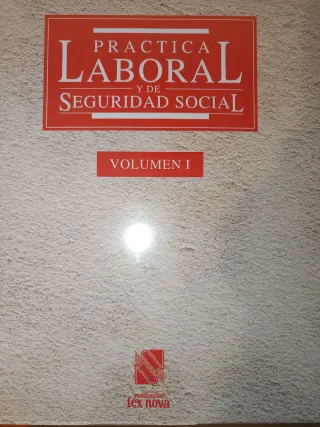 PRACTICA
LABORAL
Y DE
SEGURIDAD SOCIAL
VOLUMEN I
lex nova